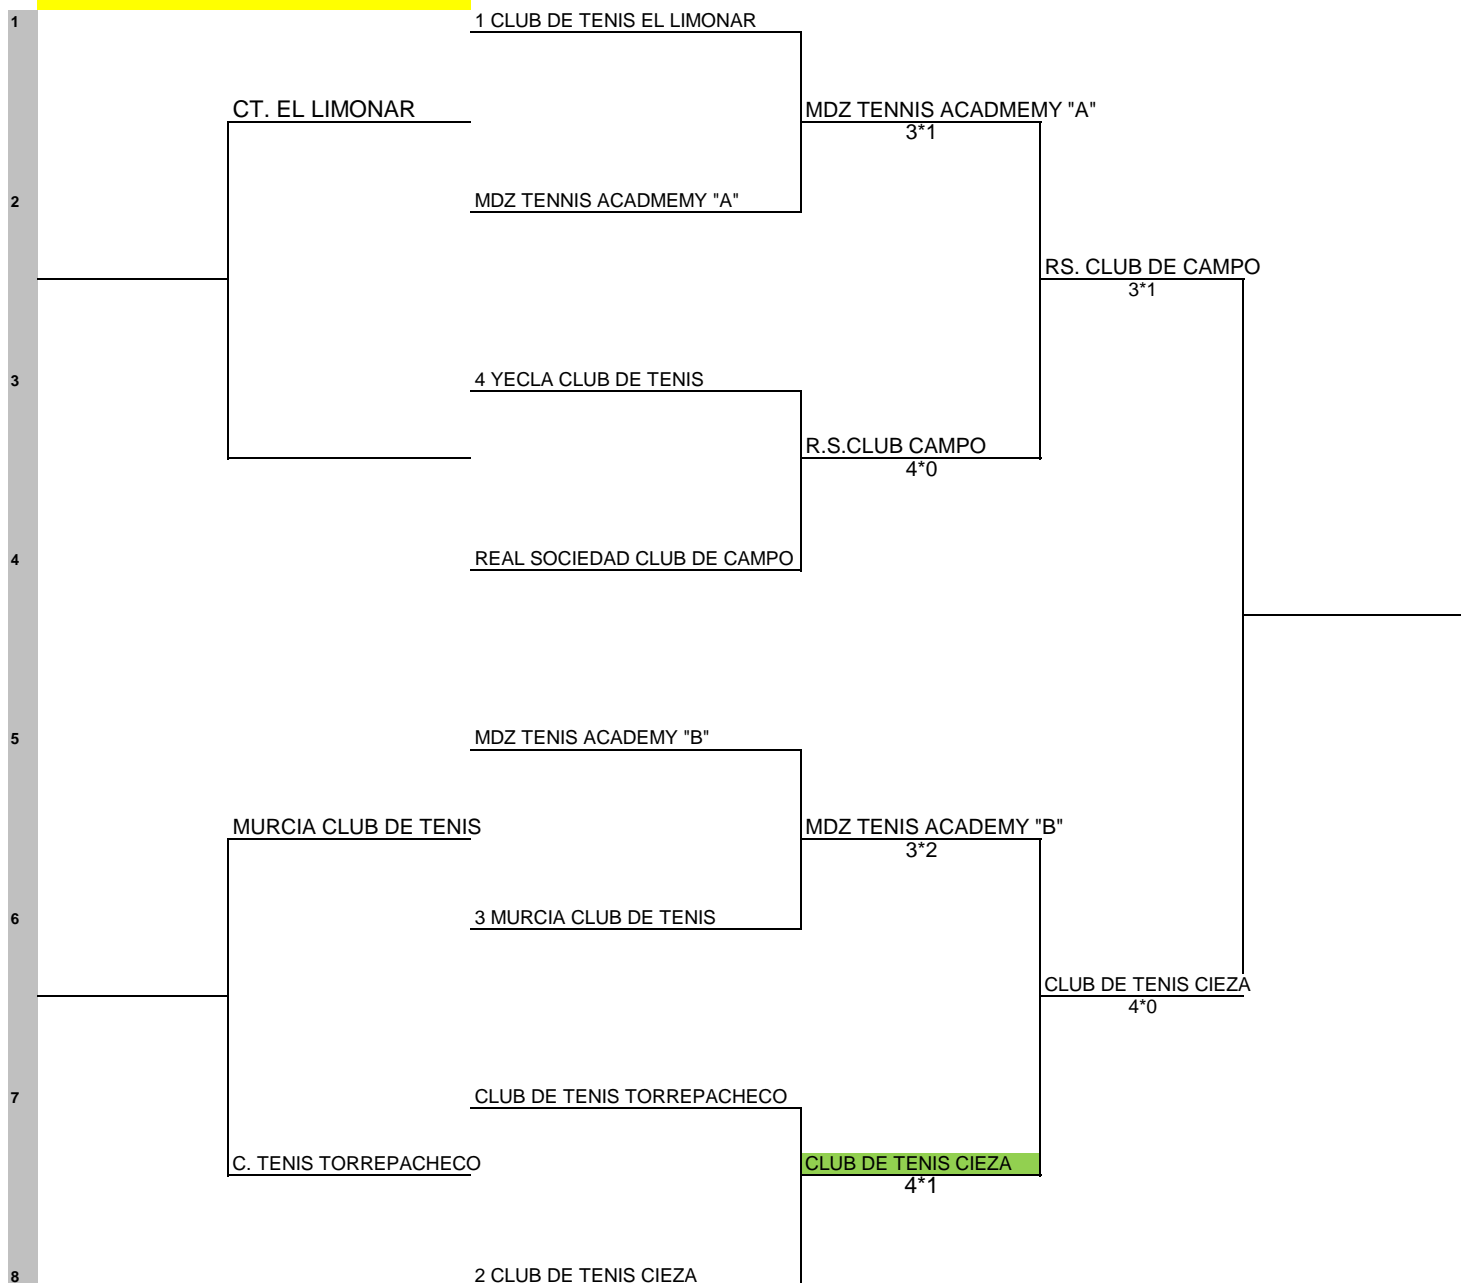 1 1 CLUB DE TENIS EL LIMONAR
CT. EL LIMONAR MDZ TENNIS ACADMEMY "A"
3*1
2 MDZ TENNIS ACADMEMY "A"
RS. CLUB DE CAMPO
3*1
3 4 YECLA CLUB DE TENIS
R.S.CLUB CAMPO
4*0
4 REAL SOCIEDAD CLUB DE CAMPO
5 MDZ TENIS ACADEMY "B"
MURCIA CLUB DE TENIS MDZ TENIS ACADEMY "B"
3*2
6 3 MURCIA CLUB DE TENIS
CLUB DE TENIS CIEZA
4*0
7 CLUB DE TENIS TORREPACHECO
C. TENIS TORREPACHECO CLUB DE TENIS CIEZA
4*1
8 2 CLUB DE TENIS CIEZA